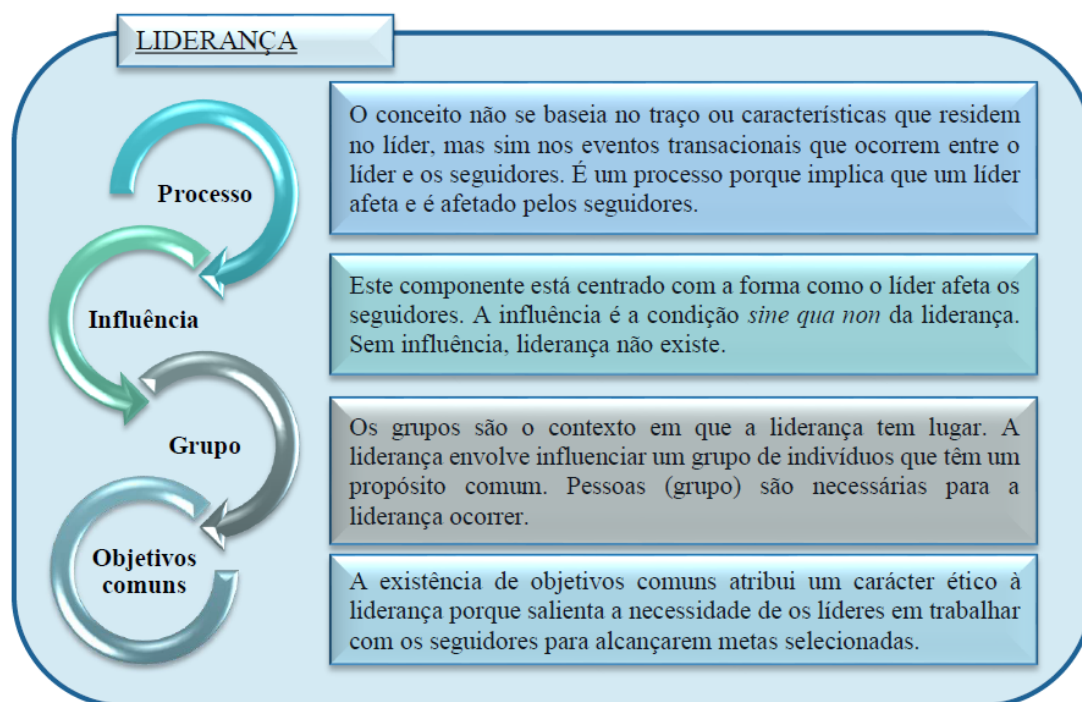 LIDERANÇA
Processo
O conceito não se baseia no traço ou características que residem
no líder, mas sim nos eventos transacionais que ocorrem entre o
líder e os seguidores. É um processo porque implica que um líder
afeta e é afetado pelos seguidores.
Influência
Este componente está centrado com a forma como o líder afeta os
seguidores. A influência é a condição sine qua non da liderança.
Sem influência, liderança não existe.
Grupo
Os grupos são o contexto em que a liderança tem lugar. A
liderança envolve influenciar um grupo de indivíduos que têm um
propósito comum. Pessoas (grupo) são necessárias para a
liderança ocorrer.
Objetivos
comuns
A existência de objetivos comuns atribui um carácter ético à
liderança porque salienta a necessidade de os líderes em trabalhar
com os seguidores para alcançarem metas selecionadas.